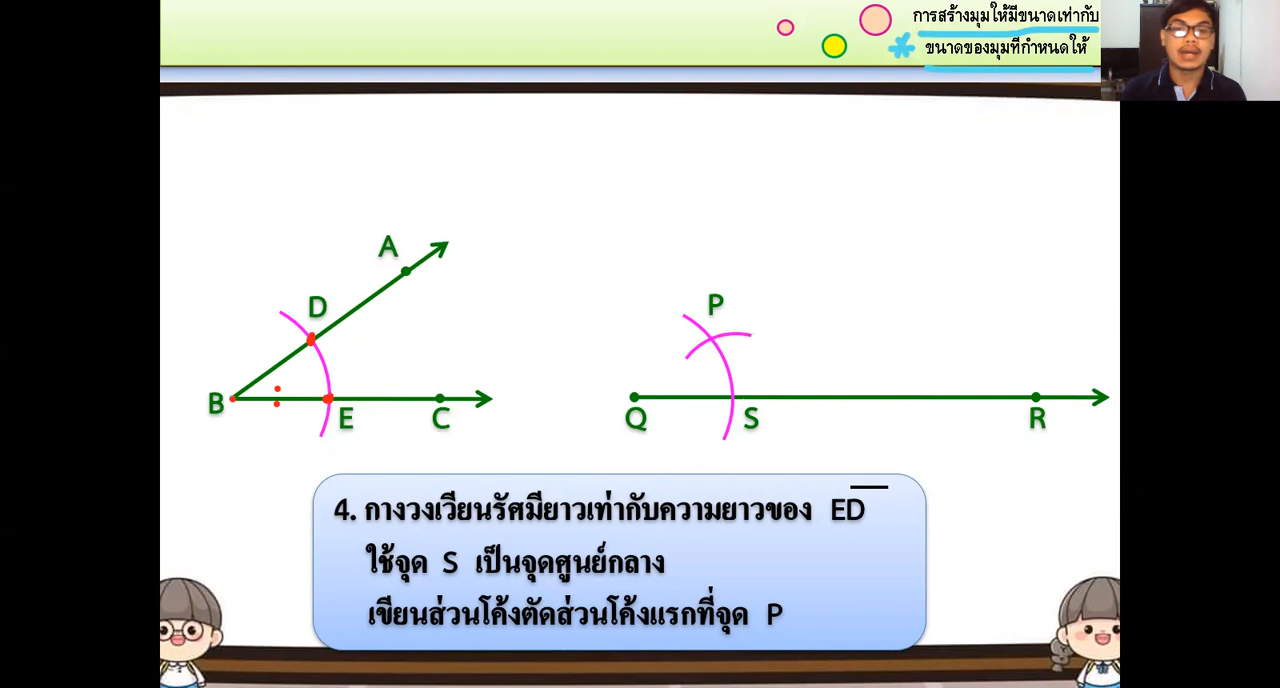 การสร้างมุมให้มีขนาดเท่ากับ
ขนาดของมุมที่กำหนดให้
A
D
P
B
E
C
Q
S
R
4. กางวงเวียนรัศมียาวเท่ากับความยาวของ ED
ใช้จุด S เป็นจุดศูนย์กลาง
เขียนส่วนโค้งตัดส่วนโค้งแรกที่จุด P